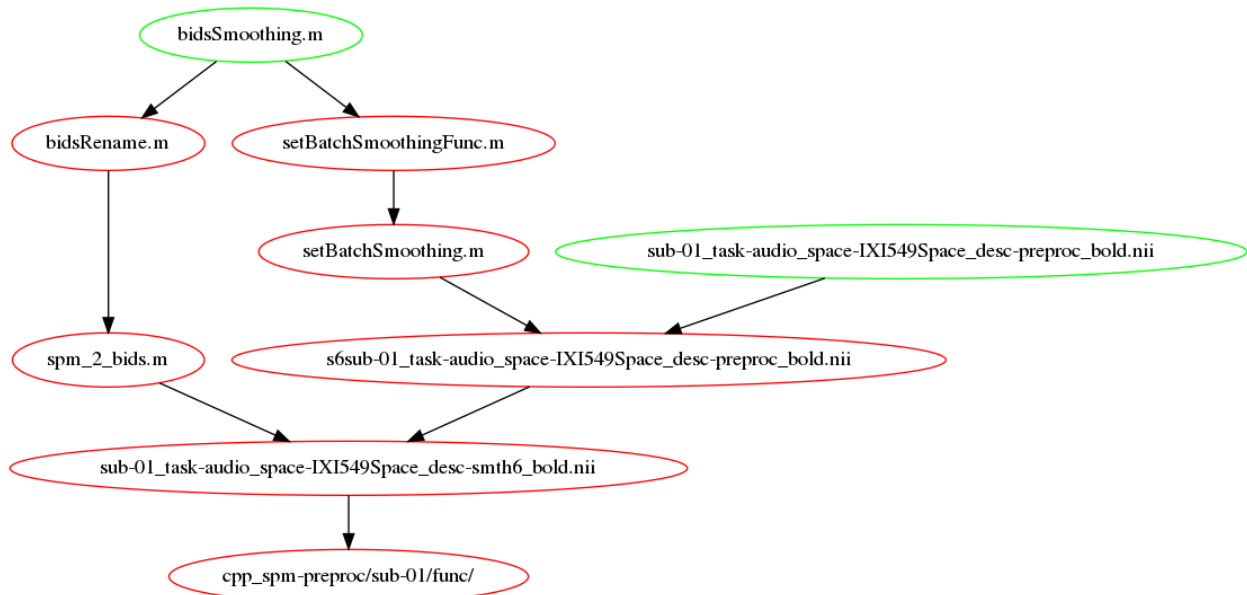 bidsSmoothing.m
bidsRename.m
setBatchSmoothingFunc.m
setBatchSmoothing.m
sub-01_task-audio_space-IXI549Space_desc-preproc_bold.nii
spm_2_bids.m
s6sub-01_task-audio_space-IXI549Space_desc-preproc_bold.nii
sub-01_task-audio_space-IXI549Space_desc-smth6_bold.nii
cpp_spm-preproc/sub-01/func/